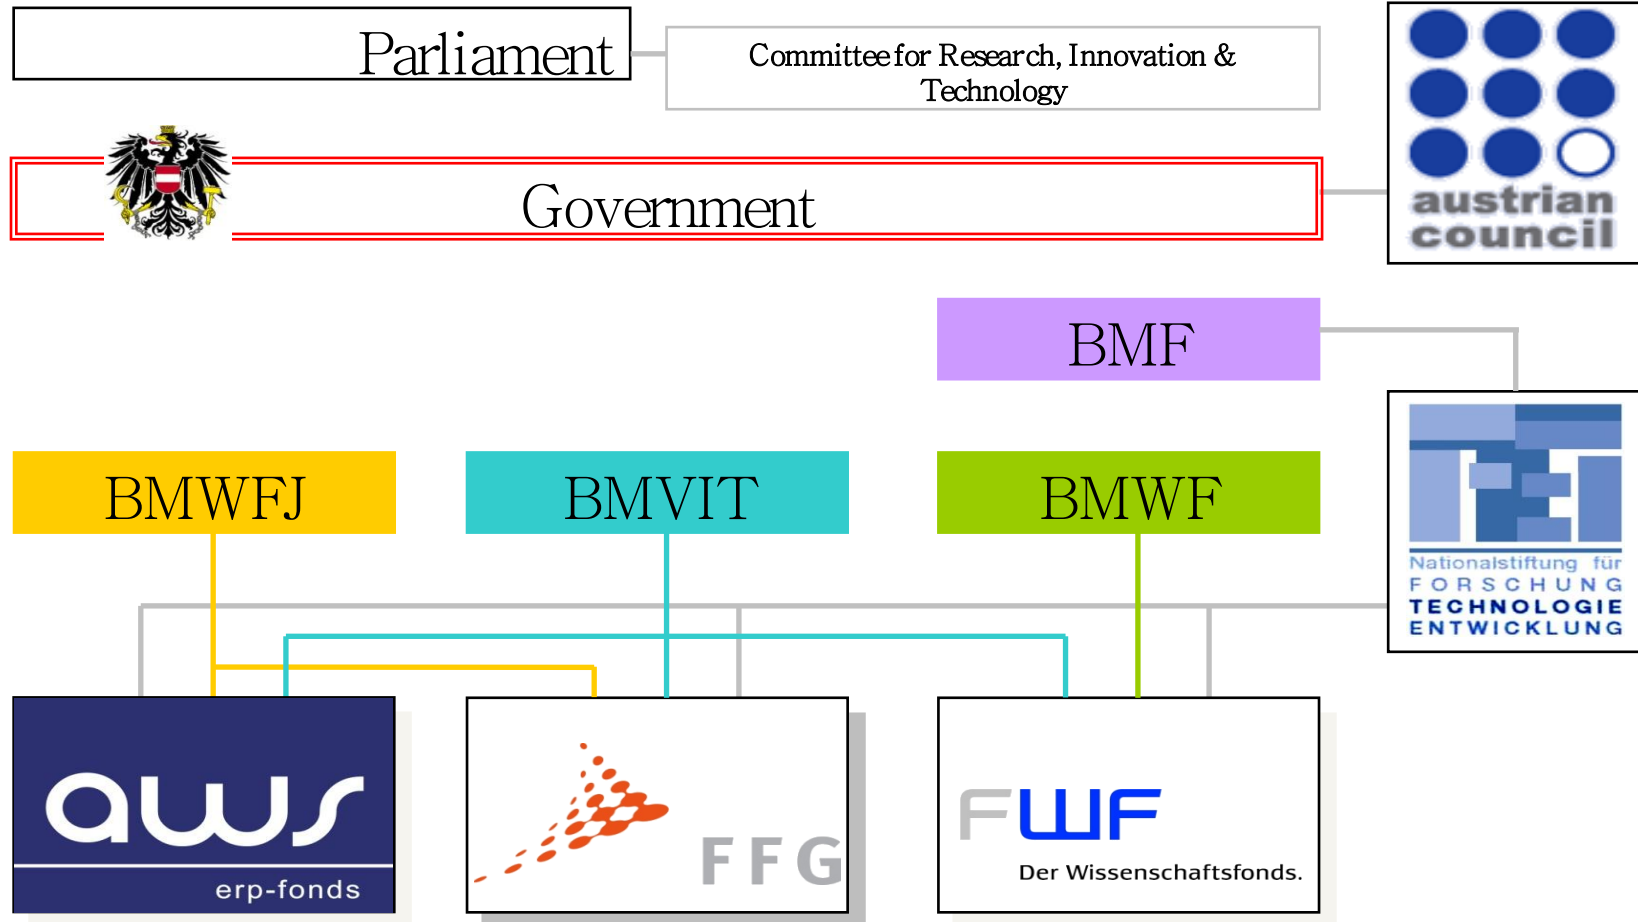 Parliament
Committee for Research, Innovation &
Technology
austrian
council
Government
BMF
BMWFJ
BMVIT
BMWF
Nationalstiftung für
FORSCHUNG
TECHNOLOGIE
ENTWICKLUNG
aws
erp-fonds
FFG
FWF
Der Wissenschaftsfonds.